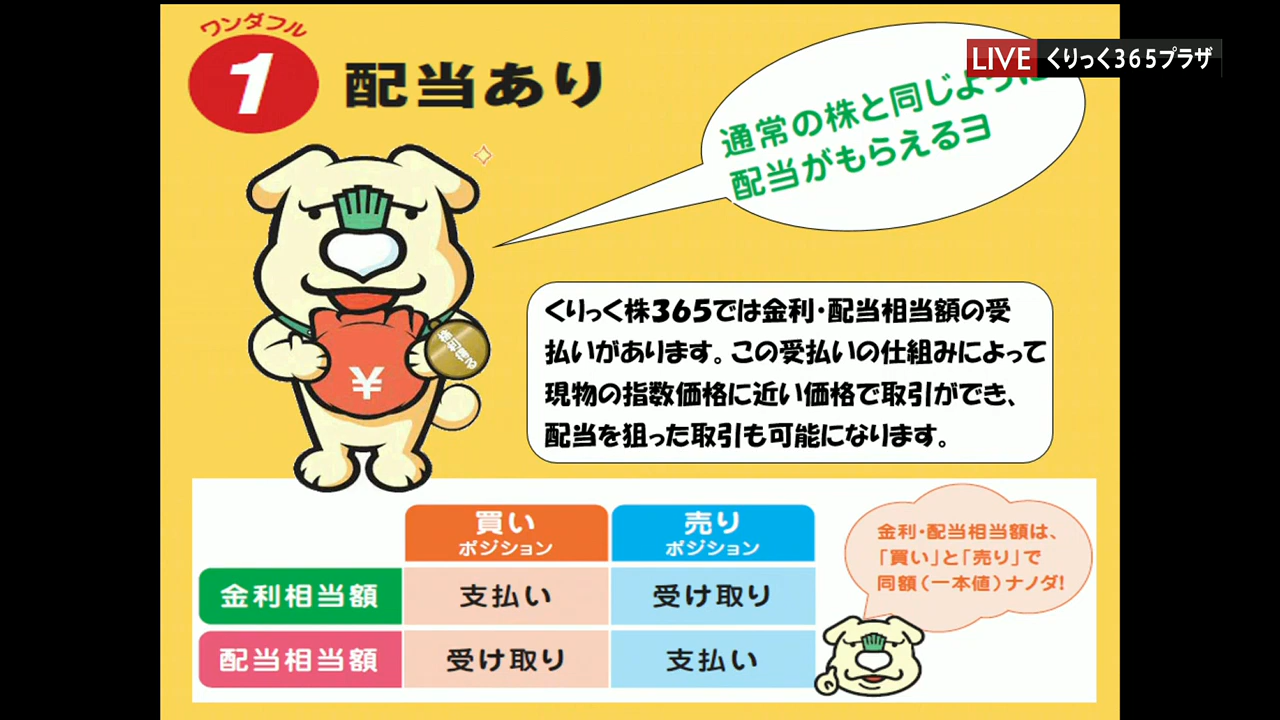 ワンダフル
1 配当あり
LIVE くりっく365プラザ
通常の株と同じように
配当がもらえるヨ
¥
くりっく株365では金利・配当相当額の受
払いがあります。この受払いの仕組みによって
現物の指数価格に近い価格で取引ができ、
配当を狙った取引も可能になります。
買い 売り
ポジション ポジション
金利相当額 支払い 受け取り
配当相当額 受け取り 支払い
金利・配当相当額は、
「買い」と「売り」で
同額（一本値）ナノダ!